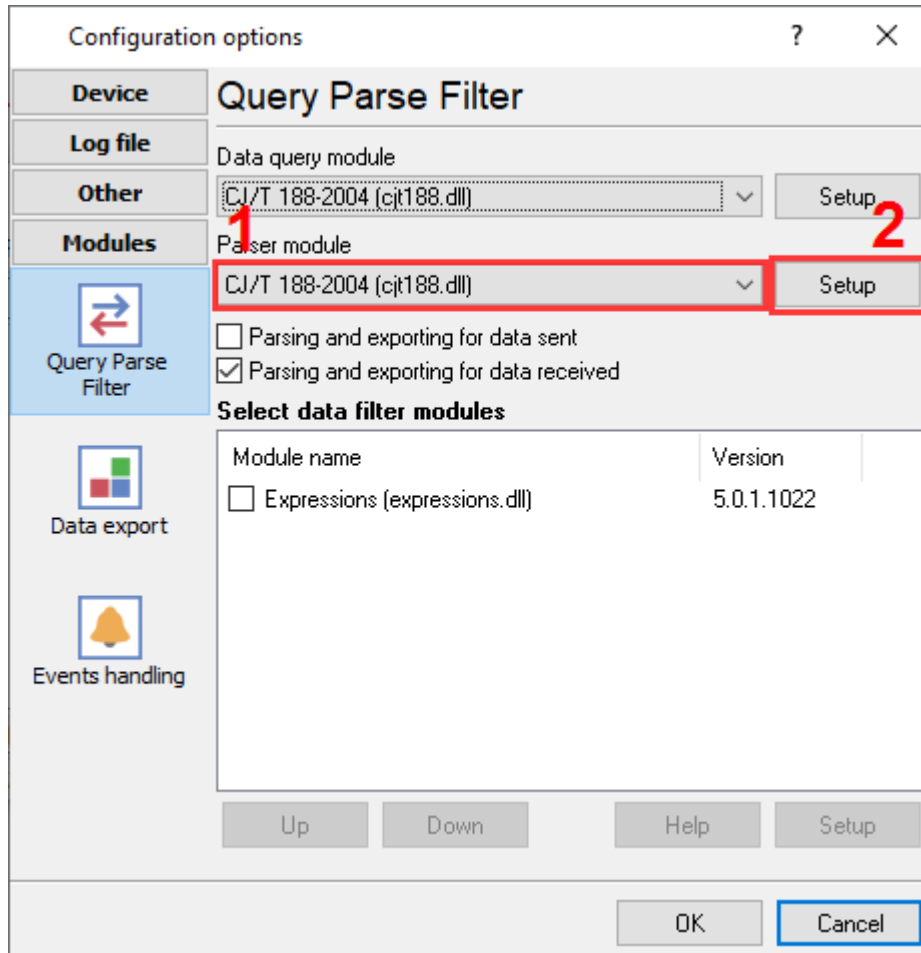 Configuration options
?
Device
Log file
Other
Modules
Query Parse
Filter
Data export
Events handling
Query Parse Filter
Data query module
CJ/T 188-2004 (cjt188.dll)
Setup
1
2
Parser module
CJ/T 188-2004 (cjt188.dll)
Setup
Parsing and exporting for data sent
Parsing and exporting for data received
Select data filter modules
Module name Version
Expressions (expressions.dll) 5.0.1.1022
Up Down Help Setup
OK Cancel